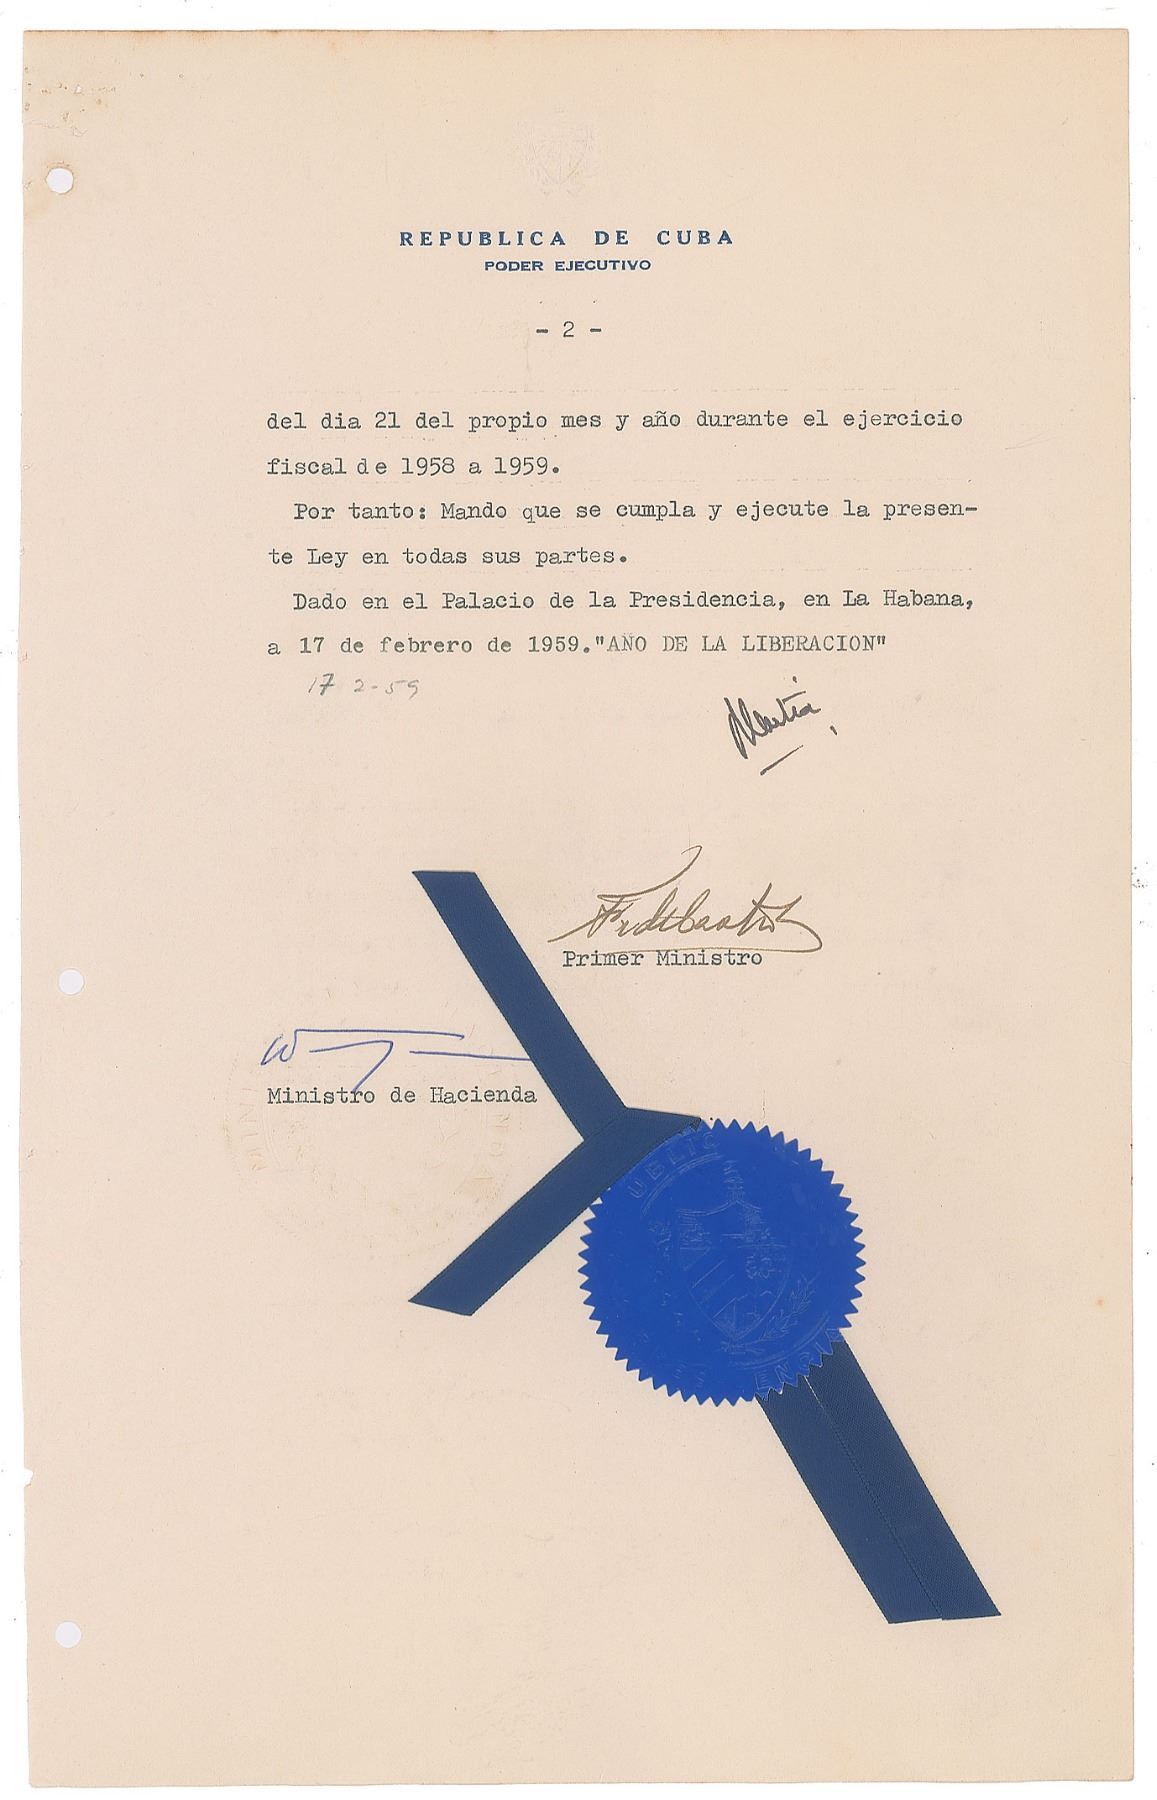 REPUBLICA DE CUBA
PODER EJECUTIVO
- 2 -
del dia 21 del propio mes y año durante el ejercicio
fiscal de 1958 a 1959.
Por tanto: Mando que se cumpla y ejecute la presen-
te Ley en todas sus partes.
Dado en el Palacio de la Presidencia, en La Habana,
a 17 de febrero de 1959."AÑO DE LA LIBERACION"
17 2-59
Fidel Castro
Primer Ministro
Ministro de Hacienda